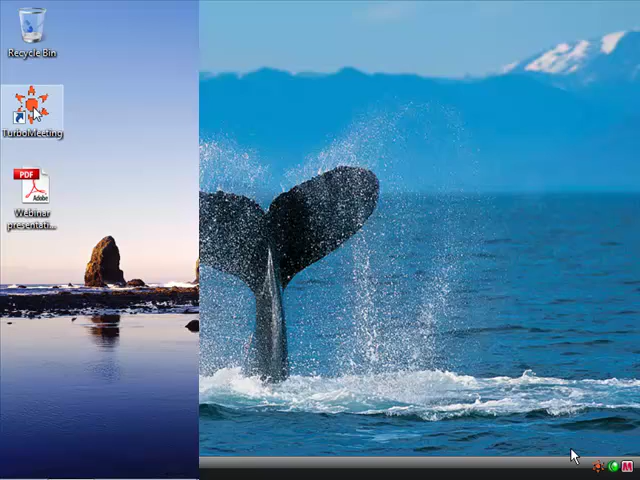 Recycle Bin
TurboMeeting
PDF
Adobe
Webinar
presentati...
M